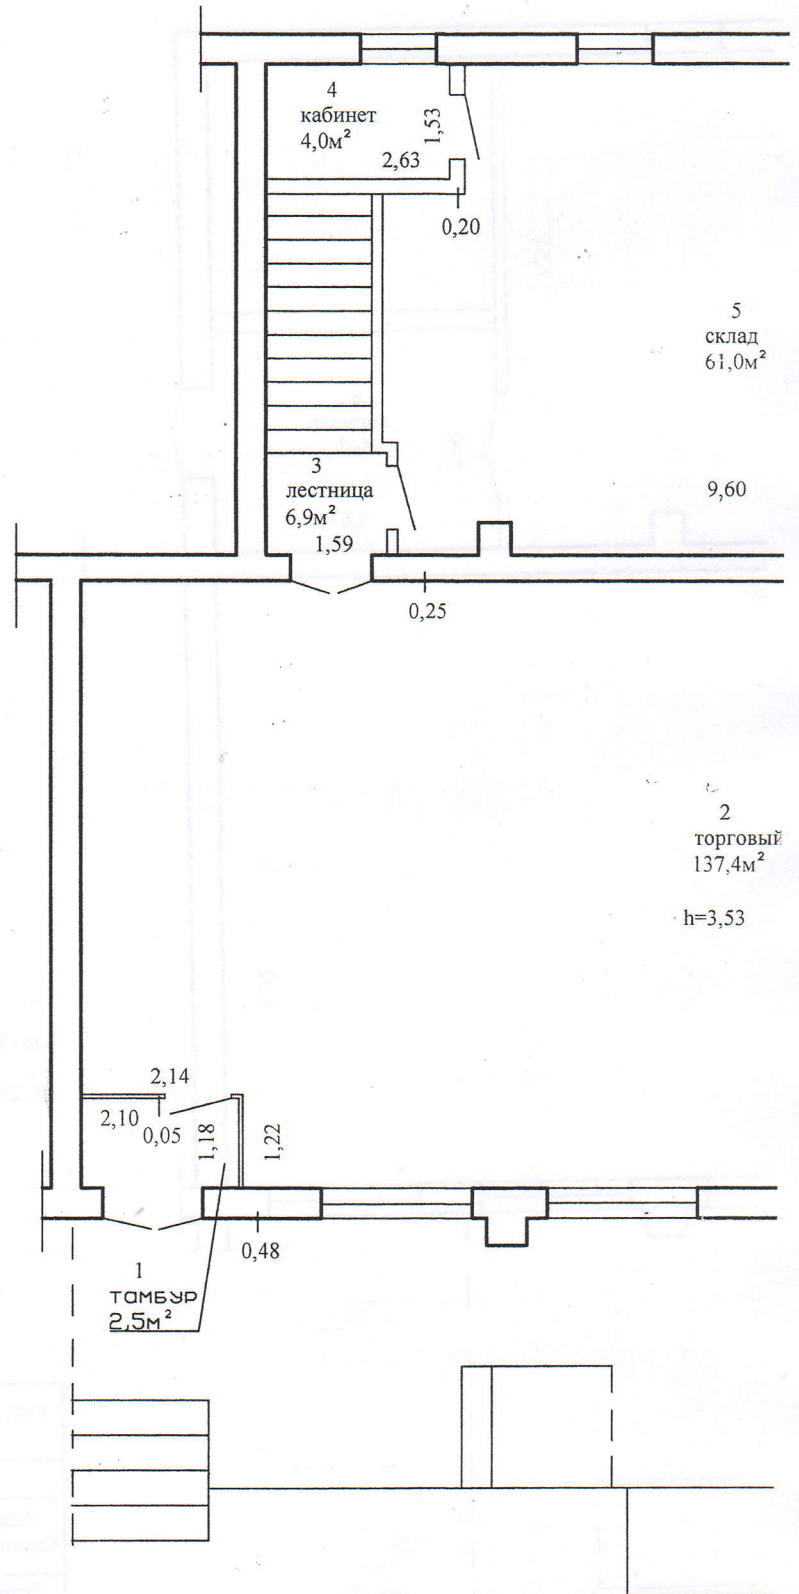 4
кабинет
4,0м²
1,53
2,63
0,20
5
склад
61,0м²
9,60
3
лестница
6,9м²
1,59
0,25
2
торговый
137,4м²
h=3,53
2,14
2,10
0,05
1,18
1,22
0,48
1
ТАМБУР
2,5м²